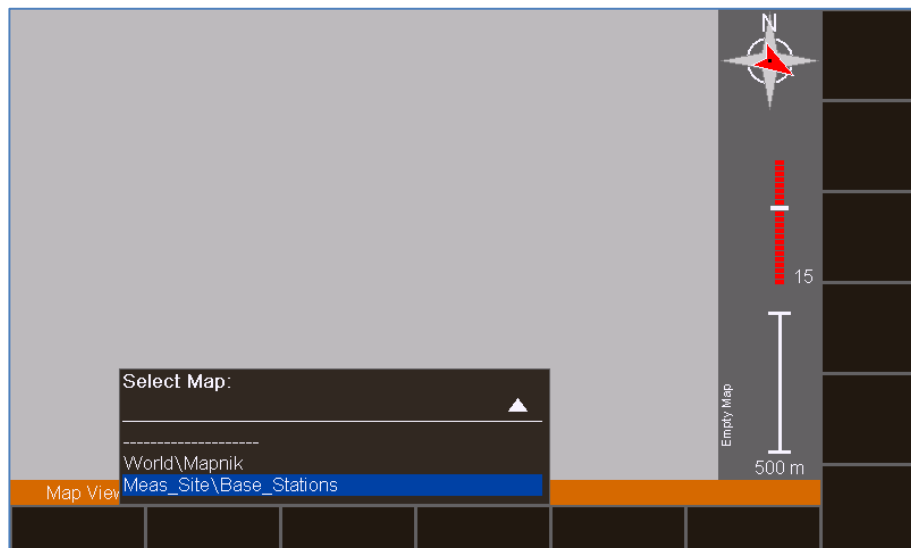 N
15
Empty Map
500 m
Select Map:
--------------------
World\Mapnik
Meas_Site\Base_Stations
Map View